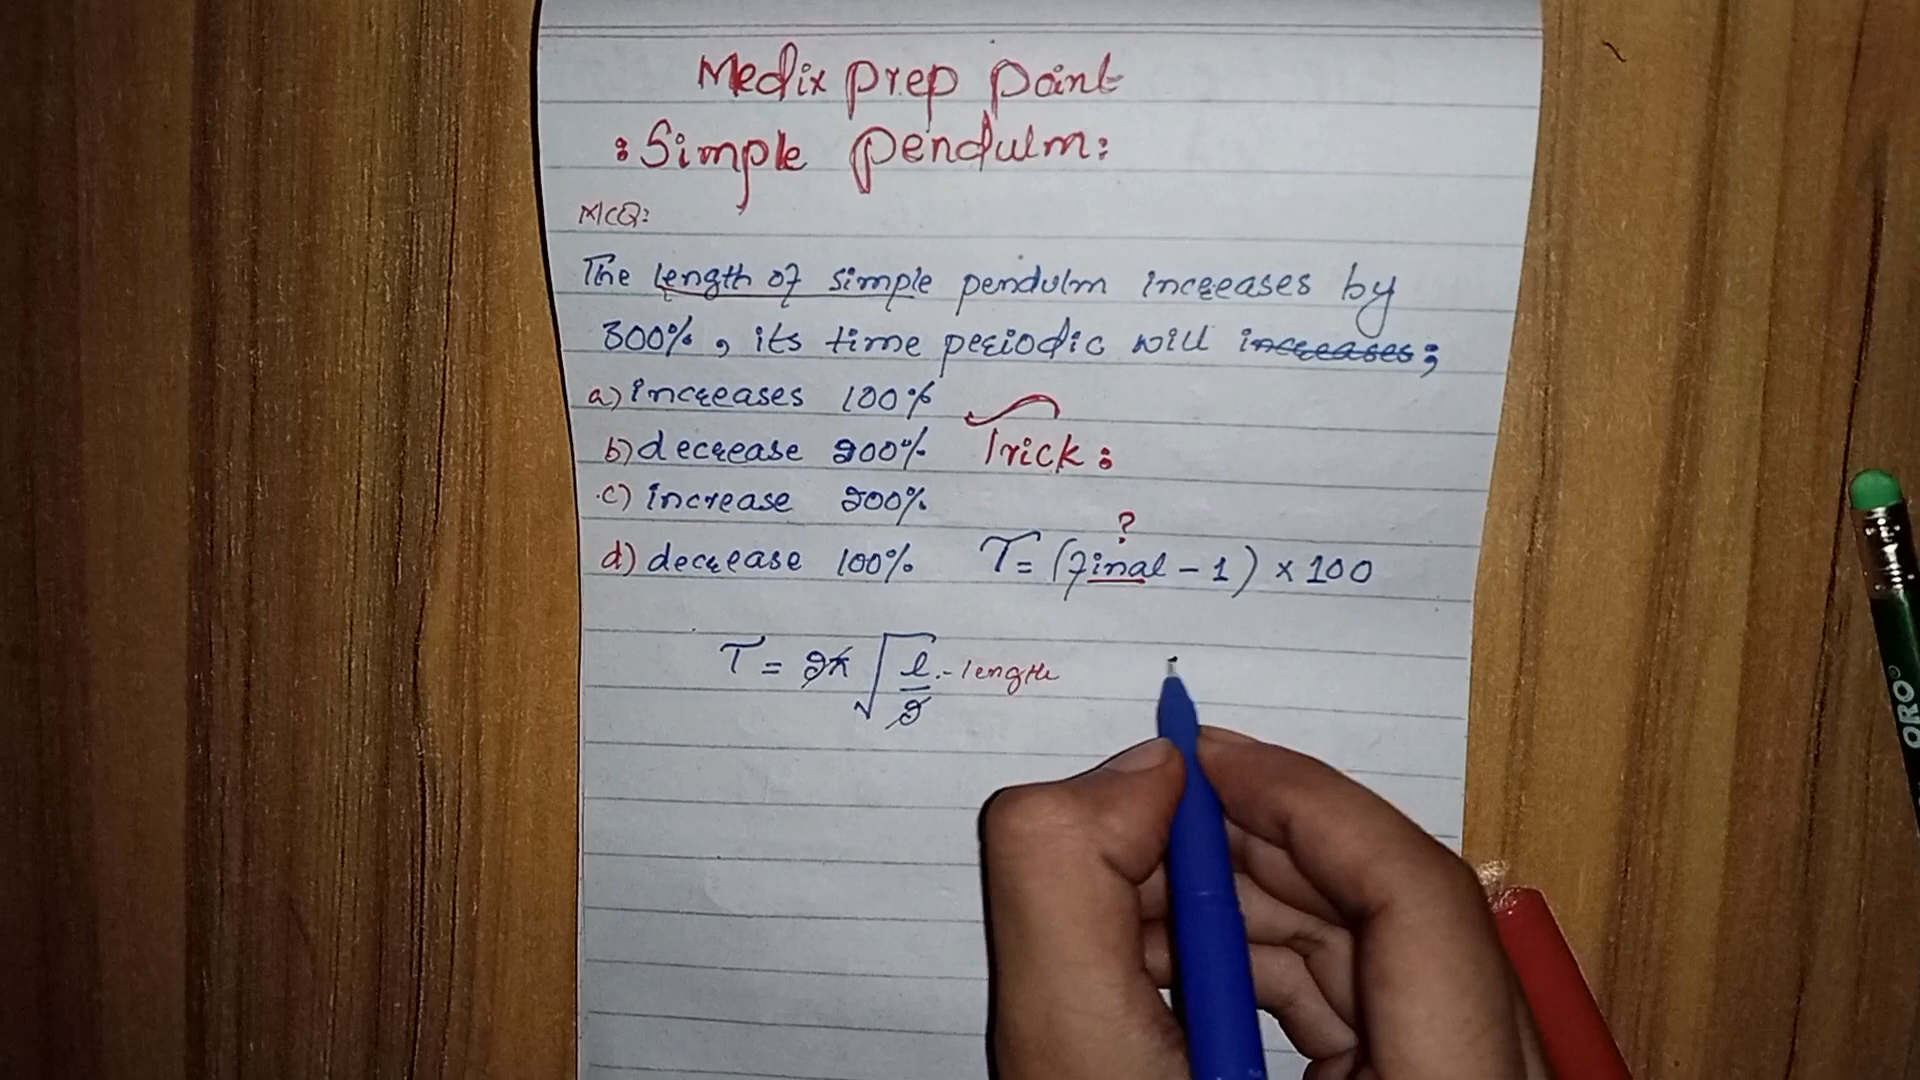 Medix prep point
:Simple pendulm:
MCQ:
The length of simple pendulm increases by
300%, its time periodic will increases;
a) increases 100%
b) decrease 200% Trick:
c) increase 200%
?
d) decrease 100% T = (final - 1) × 100
T = 2π √l/g - length
ORO